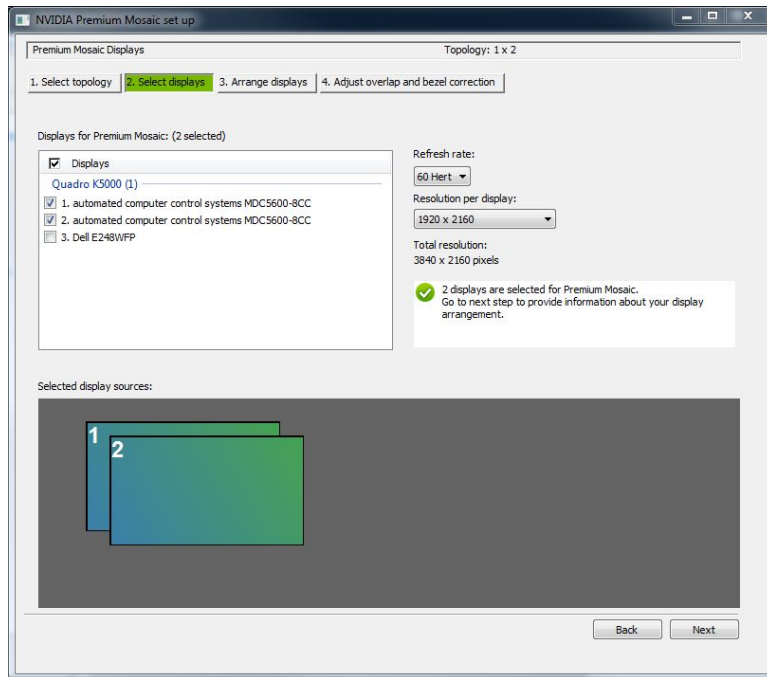 NVIDIA Premium Mosaic set up
Premium Mosaic Displays
Topology: 1 x 2
1. Select topology
2. Select displays
3. Arrange displays
4. Adjust overlap and bezel correction
Displays for Premium Mosaic: (2 selected)
Displays
Quadro K5000 (1)
1. automated computer control systems MDC5600-8CC
2. automated computer control systems MDC5600-8CC
3. Dell E248WFP
Refresh rate:
60 Hert
Resolution per display:
1920 x 2160
Total resolution:
3840 x 2160 pixels
2 displays are selected for Premium Mosaic.
Go to next step to provide information about your display
arrangement.
Selected display sources:
1
2
Back
Next